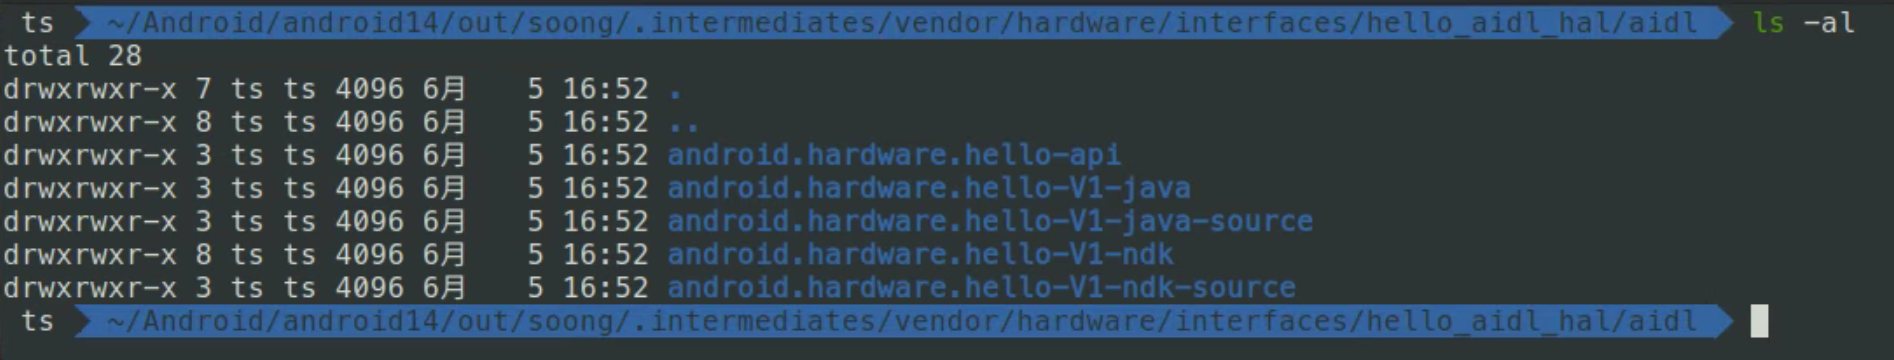 ts ~/Android/android14/out/soong/.intermediates/vendor/hardware/interfaces/hello_aidl_hal/aidl ls -al
total 28
drwxrwxr-x 7 ts ts 4096 6月   5 16:52 .
drwxrwxr-x 8 ts ts 4096 6月   5 16:52 ..
drwxrwxr-x 3 ts ts 4096 6月   5 16:52 android.hardware.hello-api
drwxrwxr-x 3 ts ts 4096 6月   5 16:52 android.hardware.hello-V1-java
drwxrwxr-x 3 ts ts 4096 6月   5 16:52 android.hardware.hello-V1-java-source
drwxrwxr-x 8 ts ts 4096 6月   5 16:52 android.hardware.hello-V1-ndk
drwxrwxr-x 3 ts ts 4096 6月   5 16:52 android.hardware.hello-V1-ndk-source
ts ~/Android/android14/out/soong/.intermediates/vendor/hardware/interfaces/hello_aidl_hal/aidl